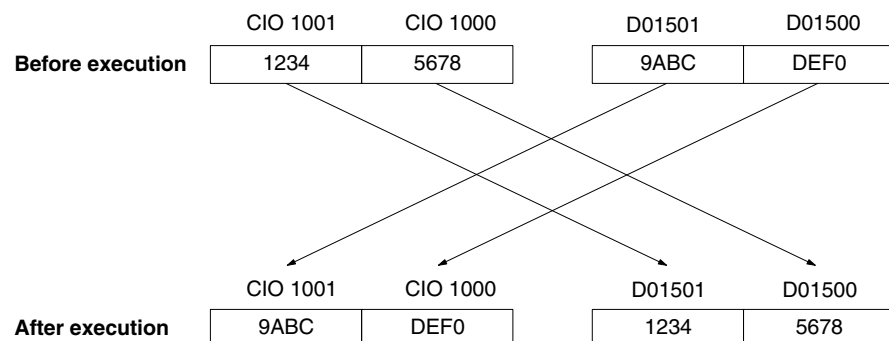 CIO 1001 CIO 1000 D01501 D01500
Before execution 1234 5678 9ABC DEF0
CIO 1001 CIO 1000 D01501 D01500
After execution 9ABC DEF0 1234 5678